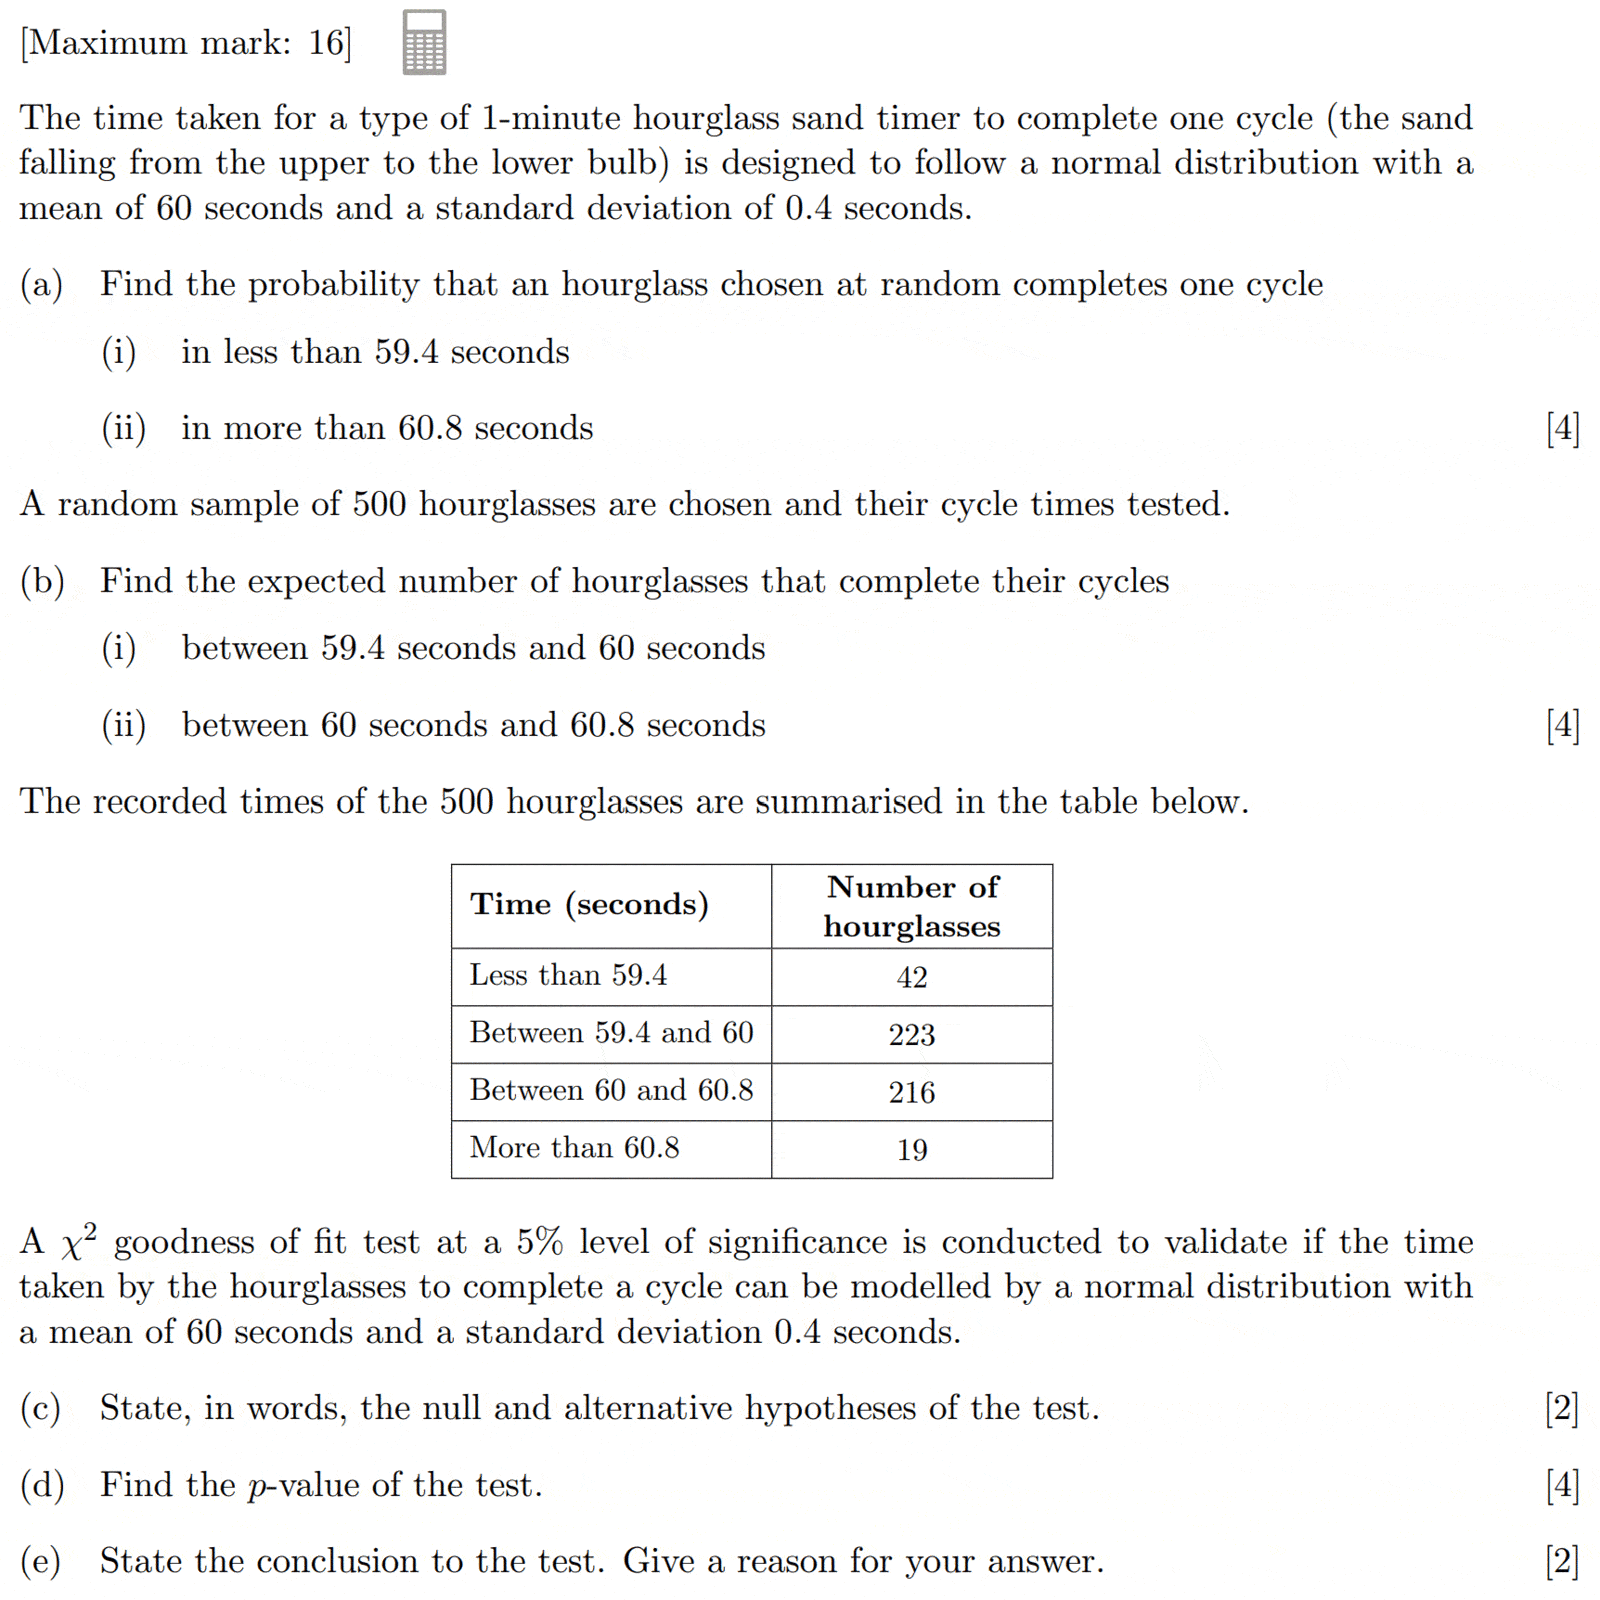 [Maximum mark: 16]
The time taken for a type of 1-minute hourglass sand timer to complete one cycle (the sand
falling from the upper to the lower bulb) is designed to follow a normal distribution with a
mean of 60 seconds and a standard deviation of 0.4 seconds.
(a) Find the probability that an hourglass chosen at random completes one cycle
(i) in less than 59.4 seconds
(ii) in more than 60.8 seconds [4]
A random sample of 500 hourglasses are chosen and their cycle times tested.
(b) Find the expected number of hourglasses that complete their cycles
(i) between 59.4 seconds and 60 seconds
(ii) between 60 seconds and 60.8 seconds [4]
The recorded times of the 500 hourglasses are summarised in the table below.
Time (seconds) Number of
hourglasses
Less than 59.4 42
Between 59.4 and 60 223
Between 60 and 60.8 216
More than 60.8 19
A χ² goodness of fit test at a 5% level of significance is conducted to validate if the time
taken by the hourglasses to complete a cycle can be modelled by a normal distribution with
a mean of 60 seconds and a standard deviation 0.4 seconds.
(c) State, in words, the null and alternative hypotheses of the test. [2]
(d) Find the p-value of the test. [4]
(e) State the conclusion to the test. Give a reason for your answer. [2]